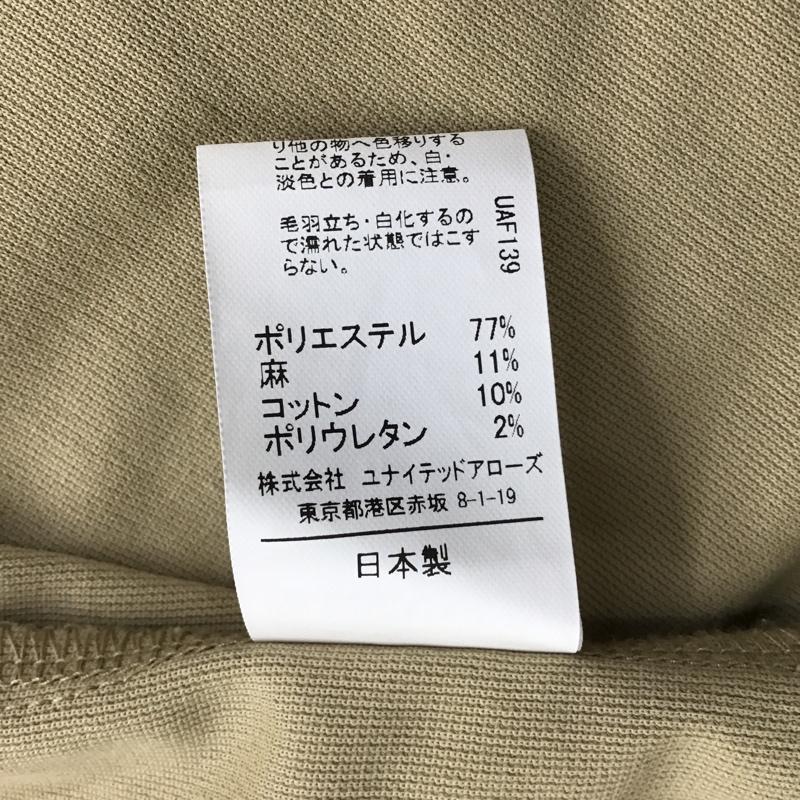 り他の物へ色移りする
ことがあるため、白・
淡色との着用に注意。
毛羽立ち・白化するの
で濡れた状態ではこす
らない。
UAF139
ポリエステル 77%
麻 11%
コットン 10%
ポリウレタン 2%
株式会社 ユナイテッドアローズ
東京都港区赤坂 8-1-19
日本製